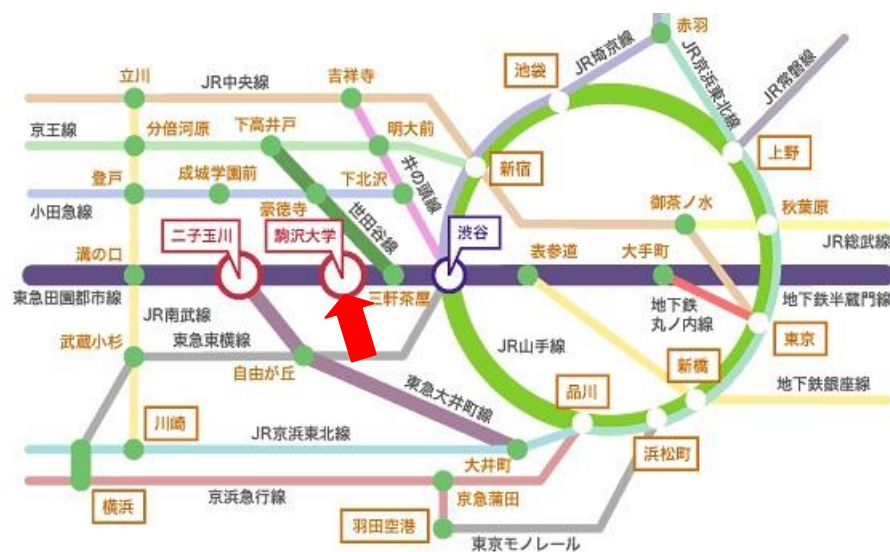 赤羽
JR埼京線
池袋
JR京浜東北線
JR常磐線
立川
JR中央線
吉祥寺
京王線
分倍河原
下高井戸
明大前
上野
新宿
井の頭線
登戸
成城学園前
下北沢
小田急線
豪徳寺
世田谷線
御茶ノ水
秋葉原
二子玉川
駒沢大学
渋谷
JR総武線
溝の口
表参道
大手町
東急田園都市線
三軒茶屋
地下鉄半蔵門線
JR南武線
地下鉄
丸ノ内線
武蔵小杉
東急東横線
JR山手線
東京
自由が丘
新橋
東急大井町線
品川
地下鉄銀座線
川崎
JR京浜東北線
浜松町
大井町
横浜
京浜急行線
京急蒲田
羽田空港
東京モノレール